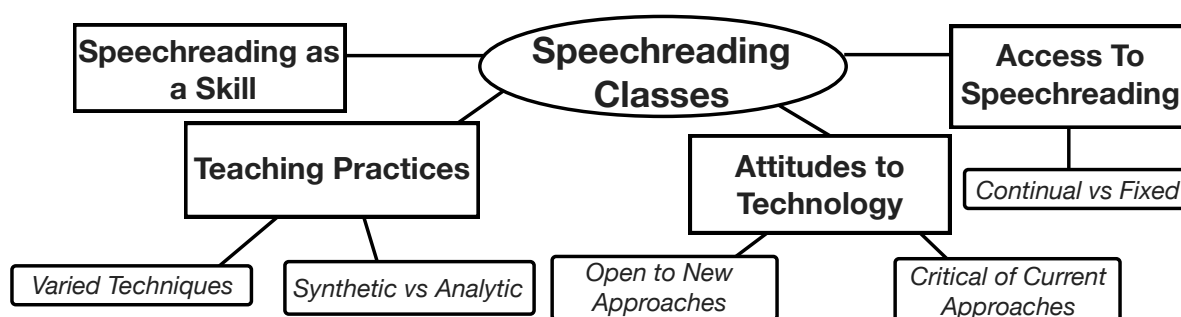 Speechreading as
a Skill
Speechreading
Classes
Access To
Speechreading
Teaching Practices
Attitudes to
Technology
Continual vs Fixed
Varied Techniques
Synthetic vs Analytic
Open to New
Approaches
Critical of Current
Approaches